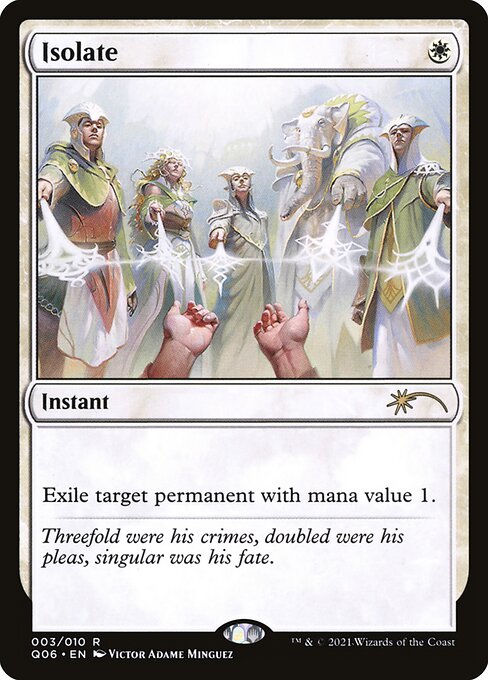 Isolate
Instant
Exile target permanent with mana value 1.
Threefold were his crimes, doubled were his
pleas, singular was his fate.
003/010 R
Q06 • EN Victor Adame Minguez
™ & © 2021 Wizards of the Coast